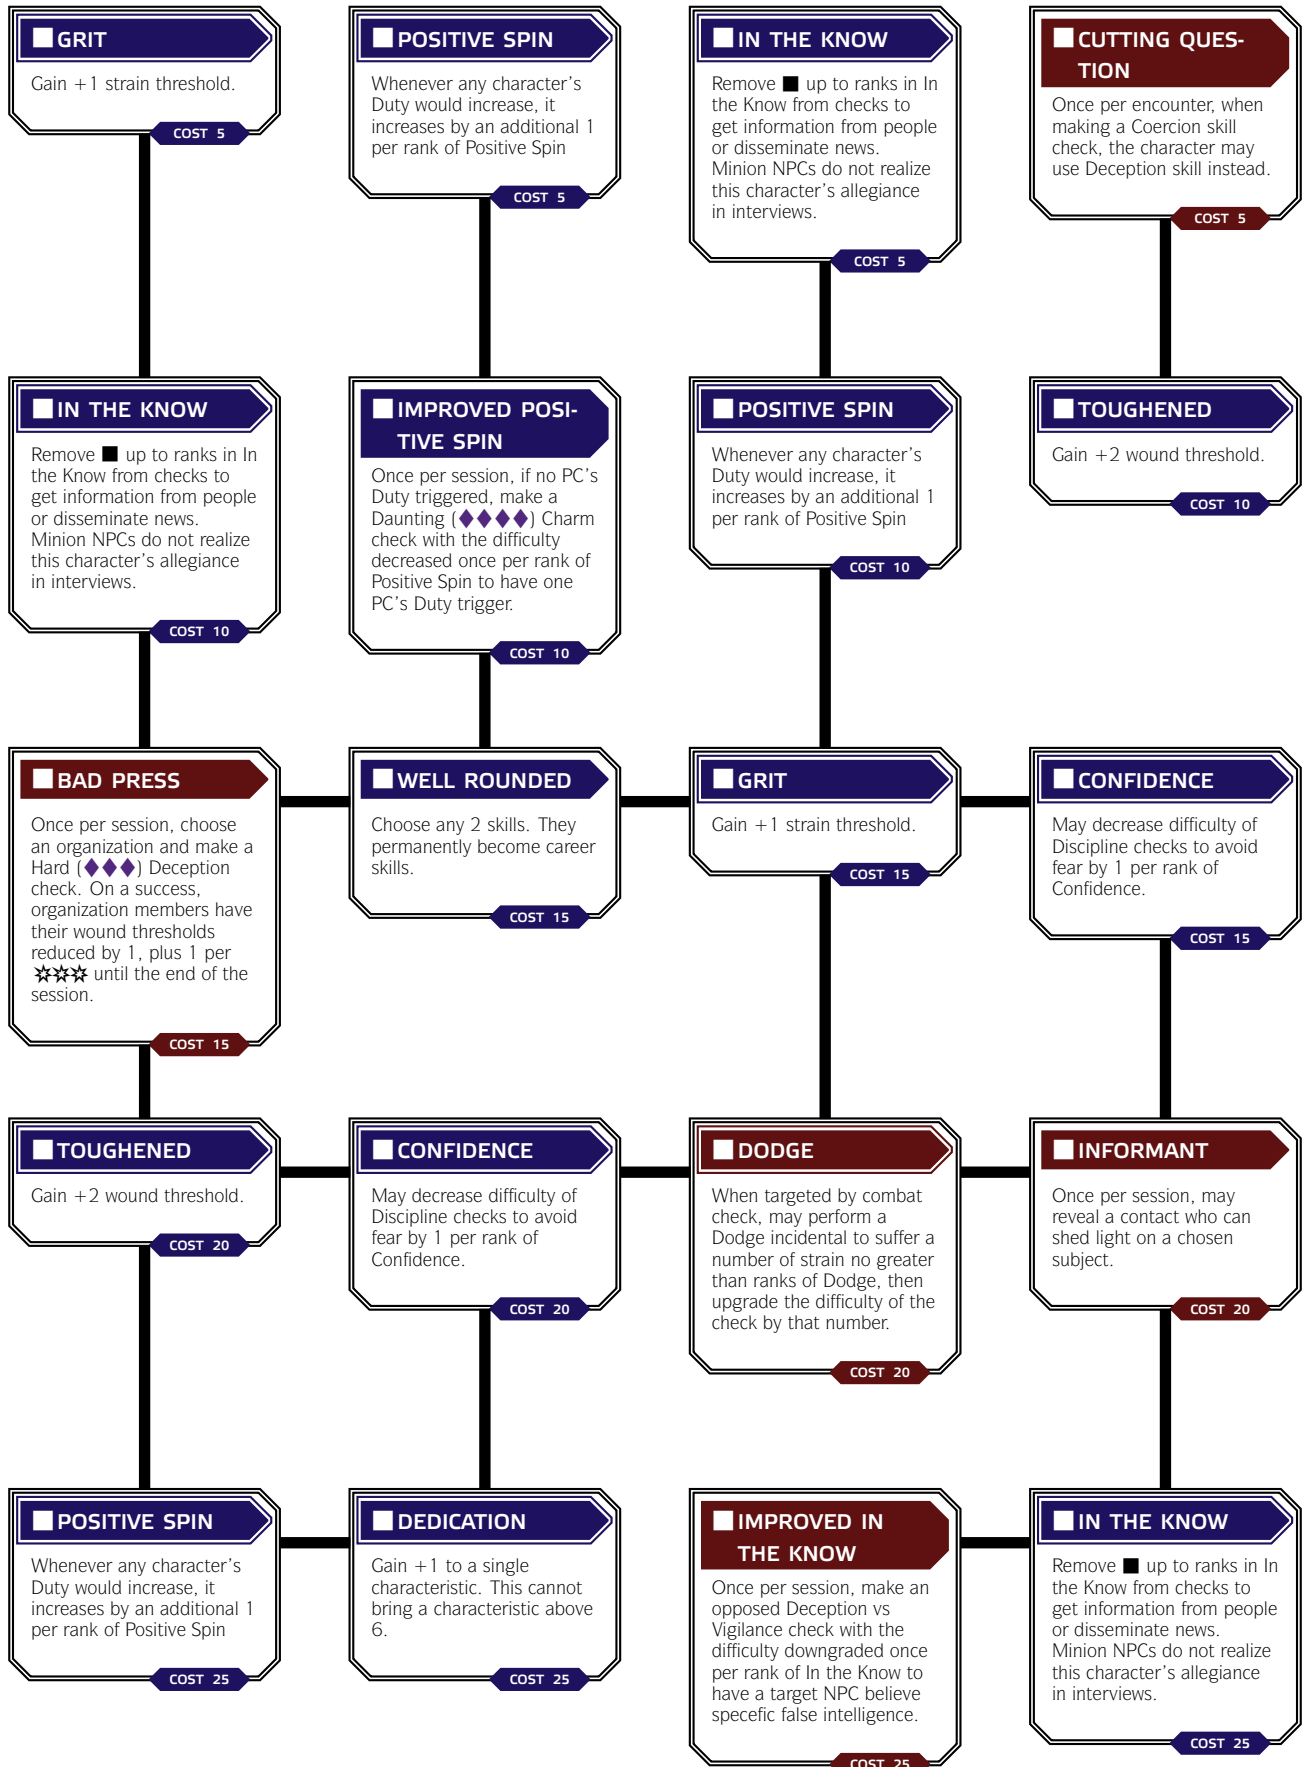 GRIT
Gain +1 strain threshold.
COST 5
POSITIVE SPIN
Whenever any character's
Duty would increase, it
increases by an additional 1
per rank of Positive Spin
COST 5
IN THE KNOW
Remove ■ up to ranks in In
the Know from checks to
get information from people
or disseminate news.
Minion NPCs do not realize
this character's allegiance
in interviews.
COST 5
CUTTING QUES-
TION
Once per encounter, when
making a Coercion skill
check, the character may
use Deception skill instead.
COST 5
IN THE KNOW
Remove ■ up to ranks in In
the Know from checks to
get information from people
or disseminate news.
Minion NPCs do not realize
this character's allegiance
in interviews.
COST 10
IMPROVED POSI-
TIVE SPIN
Once per session, if no PC's
Duty triggered, make a
Daunting (◆◆◆◆) Charm
check with the difficulty
decreased once per rank of
Positive Spin to have one
PC's Duty trigger.
COST 10
POSITIVE SPIN
Whenever any character's
Duty would increase, it
increases by an additional 1
per rank of Positive Spin
COST 10
TOUGHENED
Gain +2 wound threshold.
COST 10
BAD PRESS
Once per session, choose
an organization and make a
Hard (◆◆◆) Deception
check. On a success,
organization members have
their wound thresholds
reduced by 1, plus 1 per
✲✲✲ until the end of the
session.
COST 15
WELL ROUNDED
Choose any 2 skills. They
permanently become career
skills.
COST 15
GRIT
Gain +1 strain threshold.
COST 15
CONFIDENCE
May decrease difficulty of
Discipline checks to avoid
fear by 1 per rank of
Confidence.
COST 15
TOUGHENED
Gain +2 wound threshold.
COST 20
CONFIDENCE
May decrease difficulty of
Discipline checks to avoid
fear by 1 per rank of
Confidence.
COST 20
DODGE
When targeted by combat
check, may perform a
Dodge incidental to suffer a
number of strain no greater
than ranks of Dodge, then
upgrade the difficulty of the
check by that number.
COST 20
INFORMANT
Once per session, may
reveal a contact who can
shed light on a chosen
subject.
COST 20
POSITIVE SPIN
Whenever any character's
Duty would increase, it
increases by an additional 1
per rank of Positive Spin
COST 25
DEDICATION
Gain +1 to a single
characteristic. This cannot
bring a characteristic above
6.
COST 25
IMPROVED IN
THE KNOW
Once per session, make an
opposed Deception vs
Vigilance check with the
difficulty downgraded once
per rank of In the Know to
have a target NPC believe
specefic false intelligence.
COST 25
IN THE KNOW
Remove ■ up to ranks in In
the Know from checks to
get information from people
or disseminate news.
Minion NPCs do not realize
this character's allegiance
in interviews.
COST 25